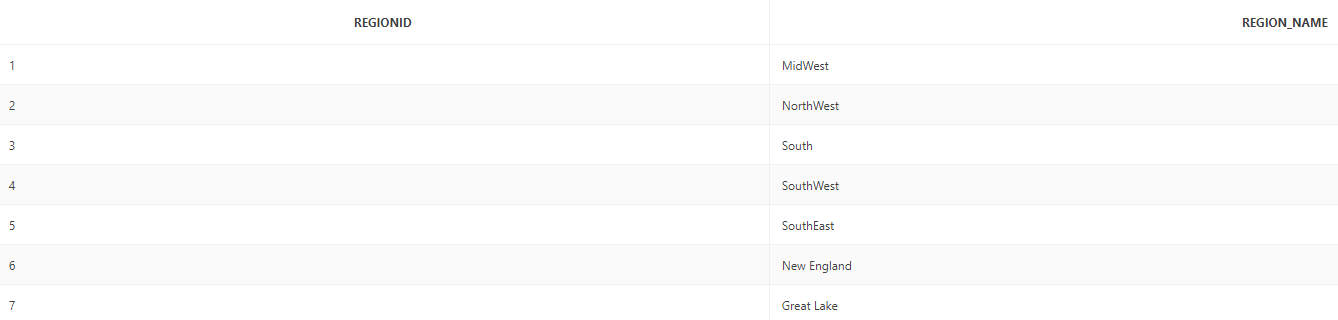 REGIONID REGION_NAME
1 MidWest
2 NorthWest
3 South
4 SouthWest
5 SouthEast
6 New England
7 Great Lake